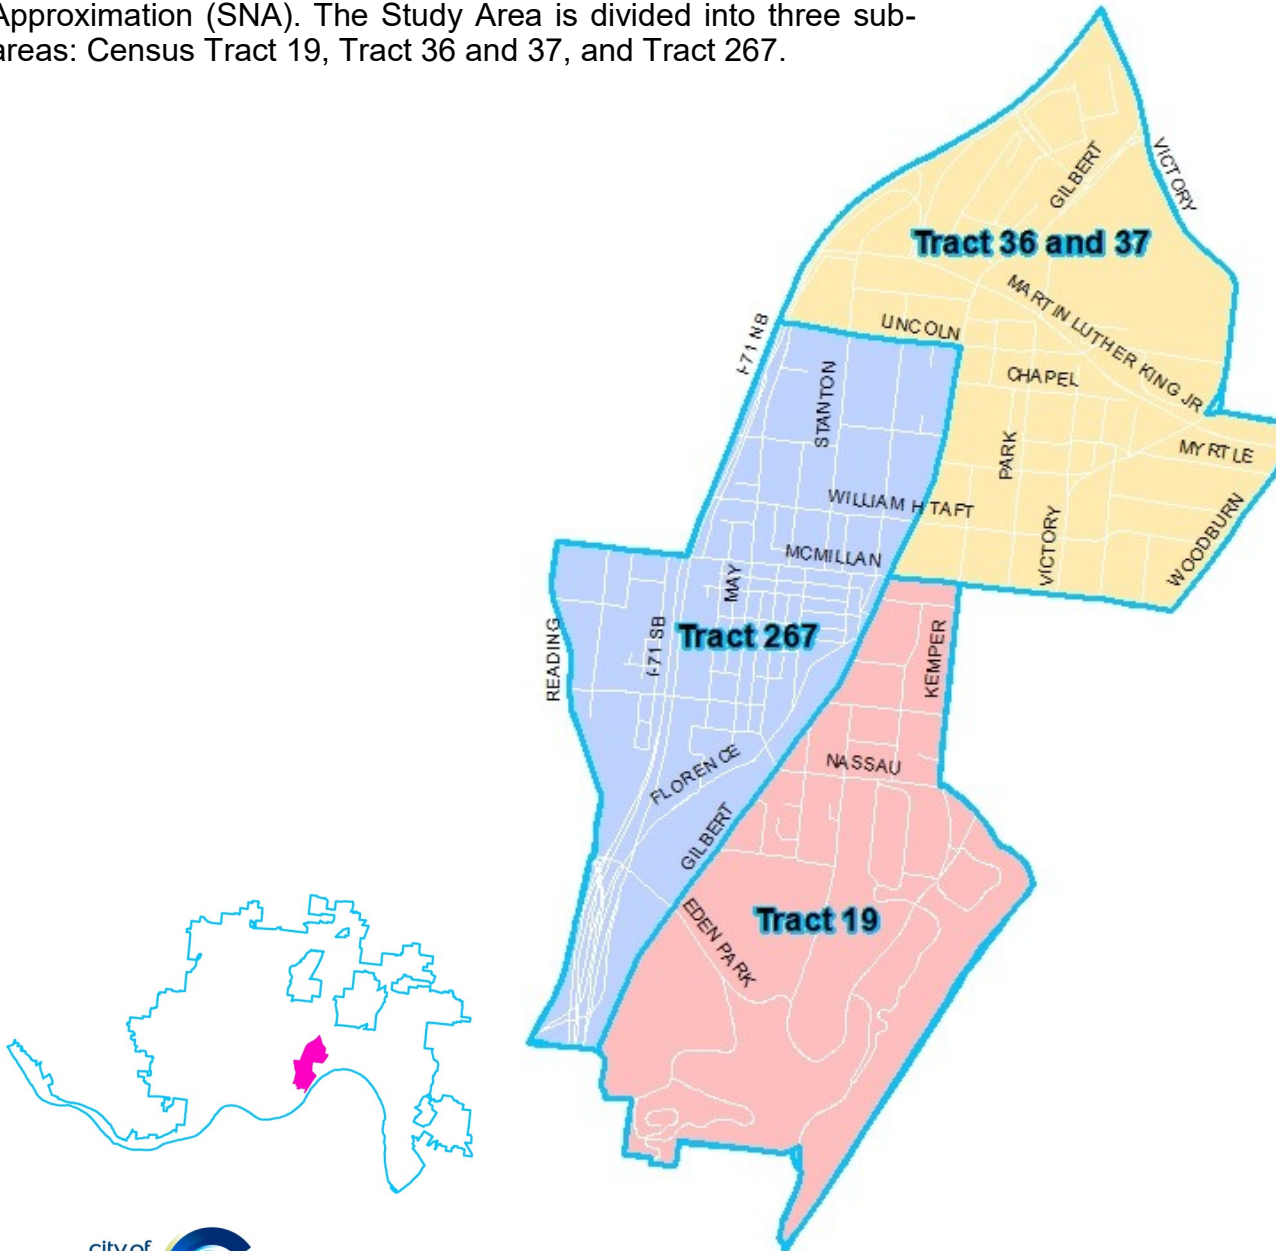 Approximation (SNA). The Study Area is divided into three sub-
areas: Census Tract 19, Tract 36 and 37, and Tract 267.
VICTORY
GILBERT
Tract 36 and 37
MARTIN LUTHER KING JR
I-71 NB
LINCOLN
CHAPEL
STANTON
PARK
MYRTLE
WILLIAM H TAFT
WOODBURN
VICTORY
MCMILLAN
MAY
READING
I-71 SB
Tract 267
KEMPER
FLORENCE
NASSAU
GILBERT
EDEN PARK
Tract 19
city of